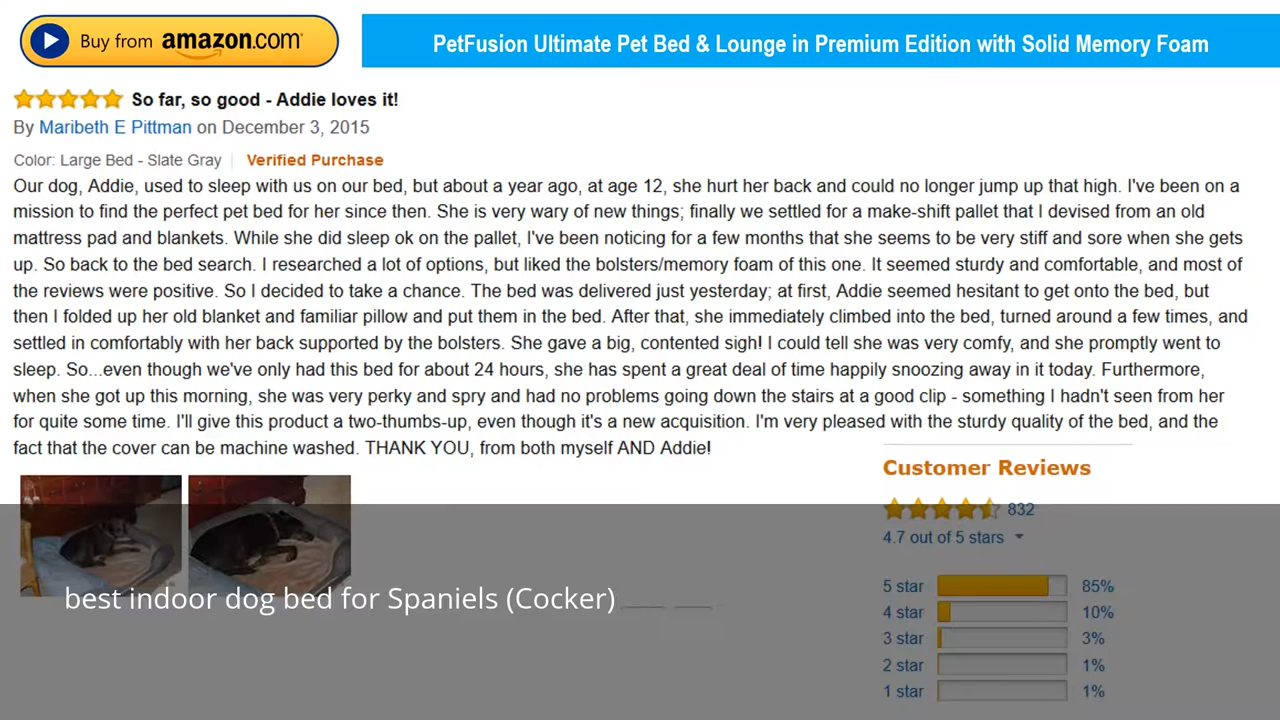 Buy from amazon.com
PetFusion Ultimate Pet Bed & Lounge in Premium Edition with Solid Memory Foam
So far, so good - Addie loves it!
By Maribeth E Pittman on December 3, 2015
Color: Large Bed - Slate Gray Verified Purchase
Our dog, Addie, used to sleep with us on our bed, but about a year ago, at age 12, she hurt her back and could no longer jump up that high. I've been on a
mission to find the perfect pet bed for her since then. She is very wary of new things; finally we settled for a make-shift pallet that I devised from an old
mattress pad and blankets. While she did sleep ok on the pallet, I've been noticing for a few months that she seems to be very stiff and sore when she gets
up. So back to the bed search. I researched a lot of options, but liked the bolsters/memory foam of this one. It seemed sturdy and comfortable, and most of
the reviews were positive. So I decided to take a chance. The bed was delivered just yesterday; at first, Addie seemed hesitant to get onto the bed, but
then I folded up her old blanket and familiar pillow and put them in the bed. After that, she immediately climbed into the bed, turned around a few times, and
settled in comfortably with her back supported by the bolsters. She gave a big, contented sigh! I could tell she was very comfy, and she promptly went to
sleep. So...even though we've only had this bed for about 24 hours, she has spent a great deal of time happily snoozing away in it today. Furthermore,
when she got up this morning, she was very perky and spry and had no problems going down the stairs at a good clip - something I hadn't seen from her
for quite some time. I'll give this product a two-thumbs-up, even though it's a new acquisition. I'm very pleased with the sturdy quality of the bed, and the
fact that the cover can be machine washed. THANK YOU, from both myself AND Addie!
Customer Reviews
832
4.7 out of 5 stars
5 star 85%
4 star 10%
3 star 3%
2 star 1%
1 star 1%
best indoor dog bed for Spaniels (Cocker)